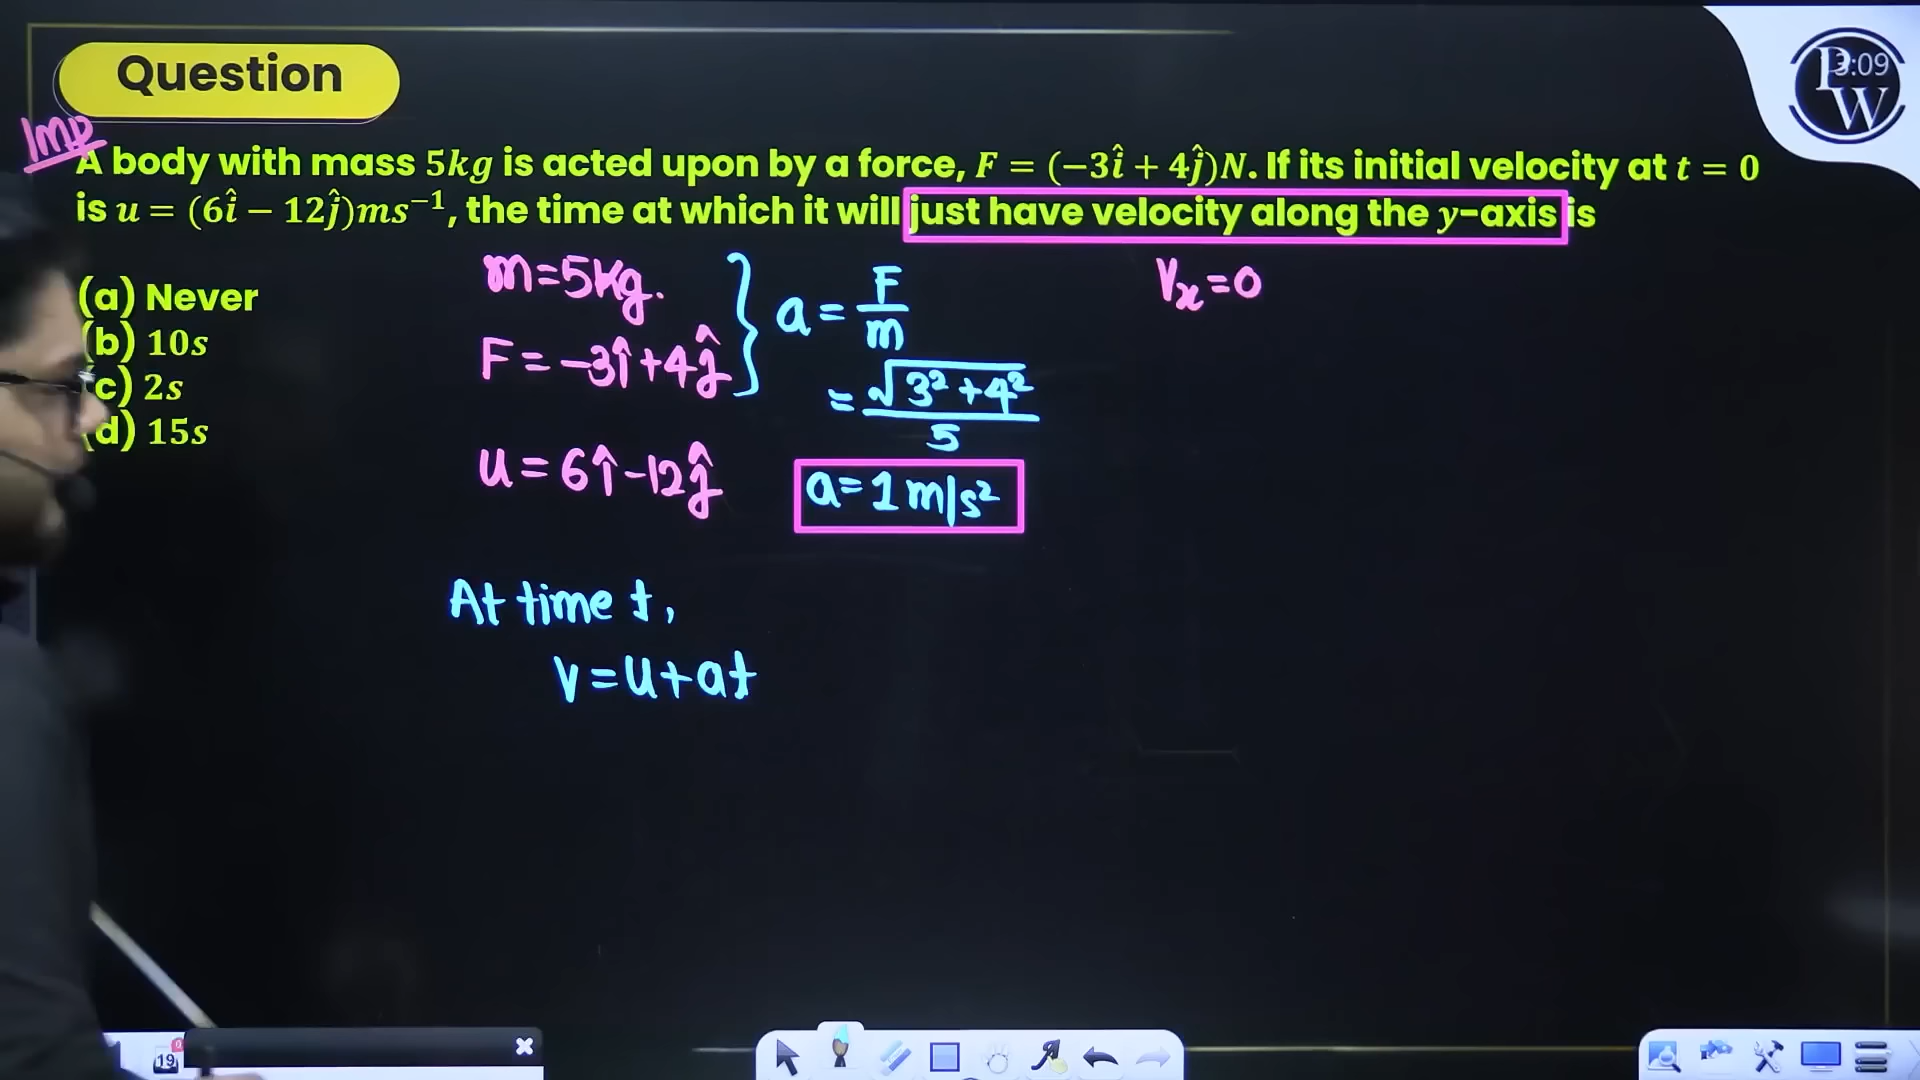 Question
3:09
PW
Imp
A body with mass 5kg is acted upon by a force, F = (−3î + 4ĵ)N. If its initial velocity at t = 0
is u = (6î − 12ĵ)ms⁻¹, the time at which it will just have velocity along the y-axis is
(a) Never
(b) 10s
(c) 2s
(d) 15s
m=5kg.
F = −3î+4ĵ
u = 6î−12ĵ
a = F/m
= √3²+4²/5
a=1m/s²
Vx=0
At time t,
v=u+at
19